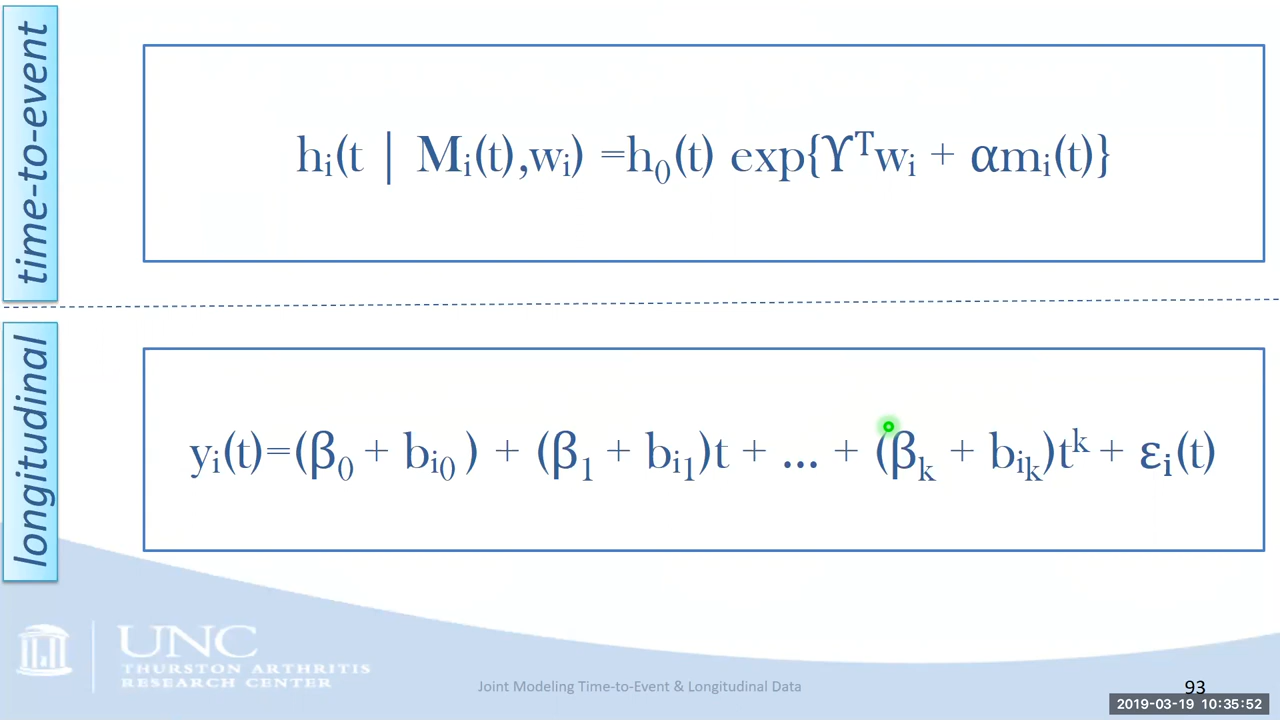 time-to-event
hᵢ(t | Mᵢ(t),wᵢ) =h₀(t) exp{ϒᵀwᵢ + αmᵢ(t)}
longitudinal
yᵢ(t)=(β₀ + bᵢ₀ ) + (β₁ + bᵢ₁)t + ... + (βₖ + bᵢₖ)tᵏ + εᵢ(t)
UNC
THURSTON ARTHRITIS
RESEARCH CENTER
Joint Modeling Time-to-Event & Longitudinal Data
93
2019-03-19 10:35:52